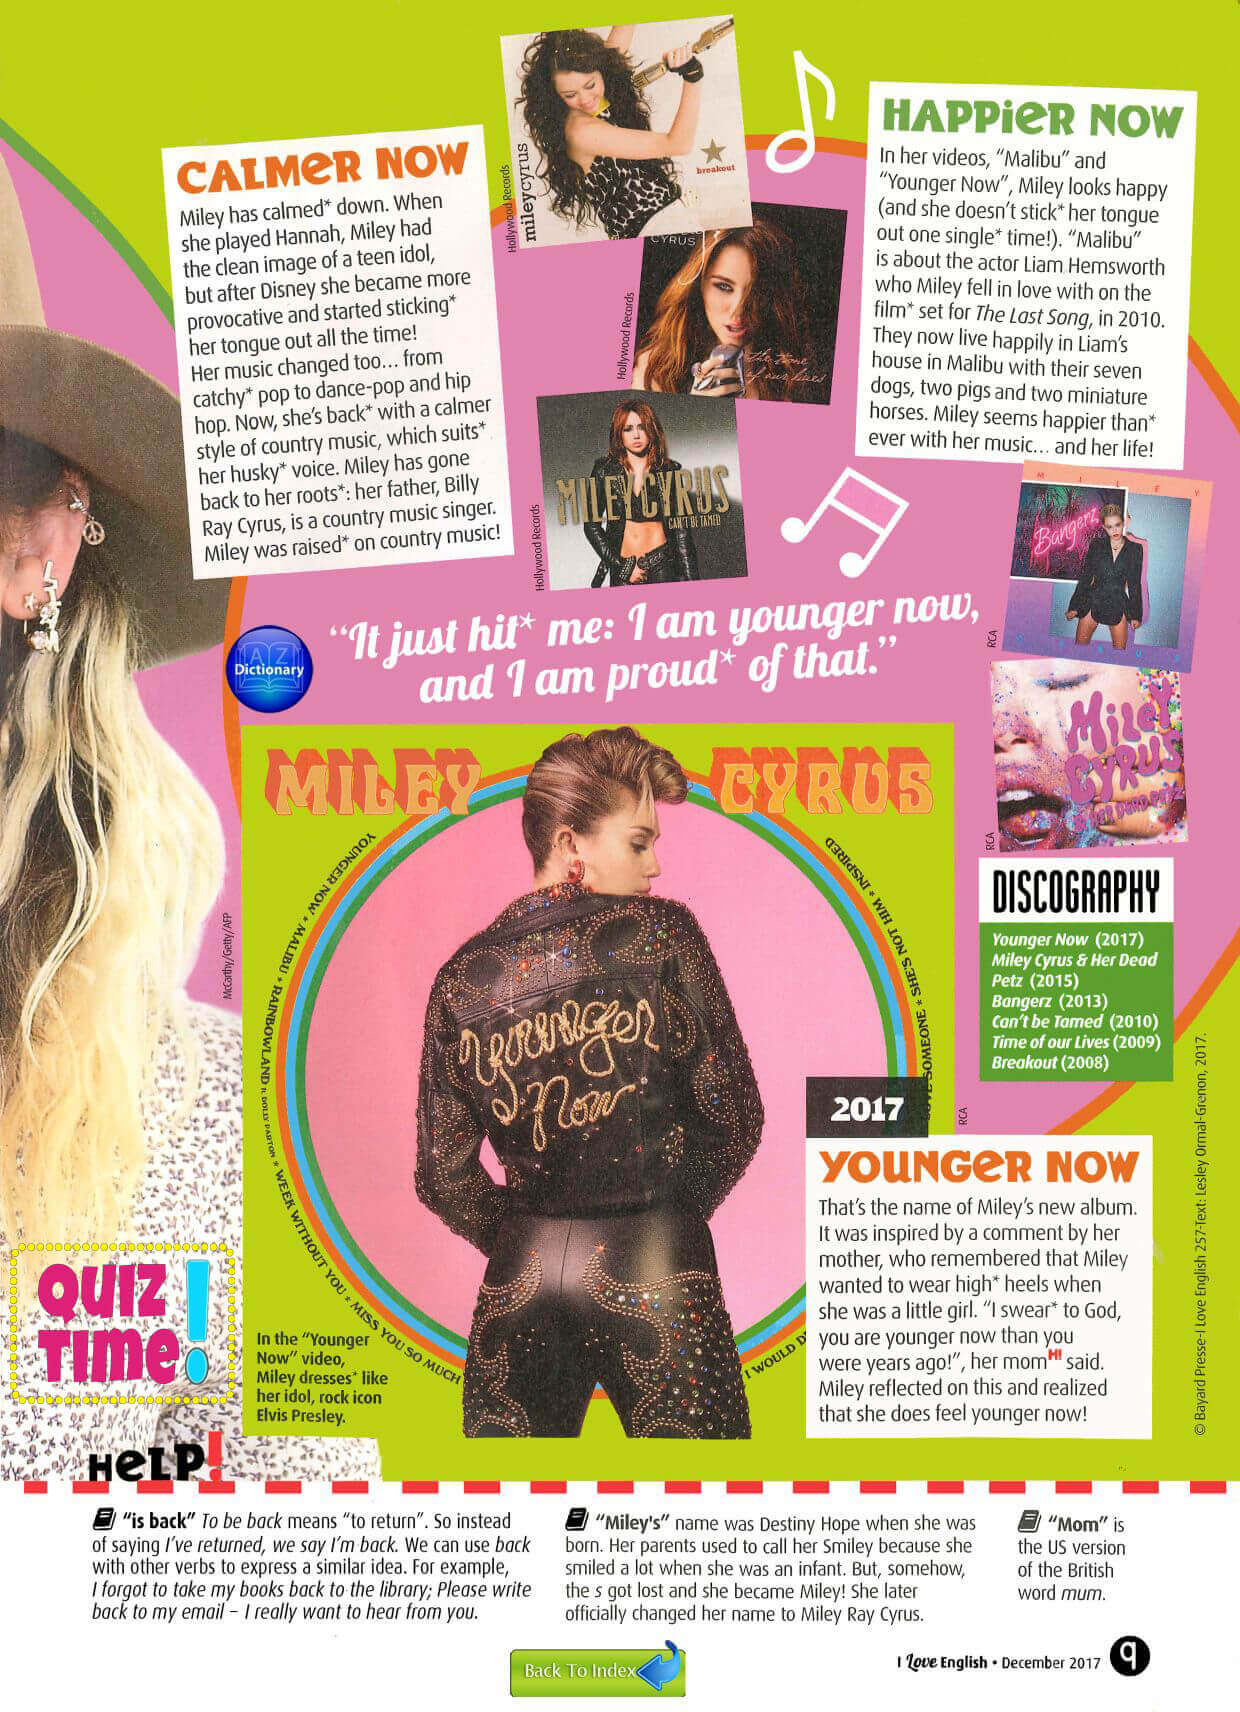 CALMER NOW
Miley has calmed* down. When
she played Hannah, Miley had
the clean image of a teen idol,
but after Disney she became more
provocative and started sticking*
her tongue out all the time!
Her music changed too... from
catchy* pop to dance-pop and hip
hop. Now, she's back* with a calmer
style of country music, which suits*
her husky* voice. Miley has gone
back to her roots*: her father, Billy
Ray Cyrus, is a country music singer.
Miley was raised* on country music!
Hollywood Records
mileycyrus
breakout
Hollywood Records
CYRUS
the time
of our lives
Hollywood Records
MILEY CYRUS
CAN'T BE TAMED
HAPPIER NOW
In her videos, "Malibu" and
"Younger Now", Miley looks happy
(and she doesn't stick* her tongue
out one single* time!). "Malibu"
is about the actor Liam Hemsworth
who Miley fell in love with on the
film* set for The Last Song, in 2010.
They now live happily in Liam's
house in Malibu with their seven
dogs, two pigs and two miniature
horses. Miley seems happier than*
ever with her music... and her life!
MILEY
Bangerz
CYRUS
RCA
Miley
CYRUS
& HER DEAD PETZ
RCA
"It just hit* me: I am younger now,
and I am proud* of that."
A Z
Dictionary
McCarthy/Getty/AFP
MILEY CYRUS
YOUNGER NOW * MALIBU * RAINBOWLAND ft. DOLLY PARTON * WEEK WITHOUT YOU * MISS YOU SO MUCH
I WOULD D
LOVE SOMEONE * SHE'S NOT HIM * INSPIRED
Younger
Now
RCA
In the "Younger
Now" video,
Miley dresses* like
her idol, rock icon
Elvis Presley.
DISCOGRAPHY
Younger Now (2017)
Miley Cyrus & Her Dead
Petz (2015)
Bangerz (2013)
Can't be Tamed (2010)
Time of our Lives (2009)
Breakout (2008)
2017
YOUNGER NOW
That's the name of Miley's new album.
It was inspired by a comment by her
mother, who remembered that Miley
wanted to wear high* heels when
she was a little girl. "I swear* to God,
you are younger now than you
were years ago!", her mom H! said.
Miley reflected on this and realized
that she does feel younger now!
© Bayard Presse-I Love English 257-Text: Lesley Ormal-Grenon, 2017.
QUIZ
TIME!
HELP!
"is back" To be back means "to return". So instead
of saying I've returned, we say I'm back. We can use back
with other verbs to express a similar idea. For example,
I forgot to take my books back to the library; Please write
back to my email – I really want to hear from you.
"Miley's" name was Destiny Hope when she was
born. Her parents used to call her Smiley because she
smiled a lot when she was an infant. But, somehow,
the s got lost and she became Miley! She later
officially changed her name to Miley Ray Cyrus.
"Mom" is
the US version
of the British
word mum.
Back To Index
I Love English • December 2017 9